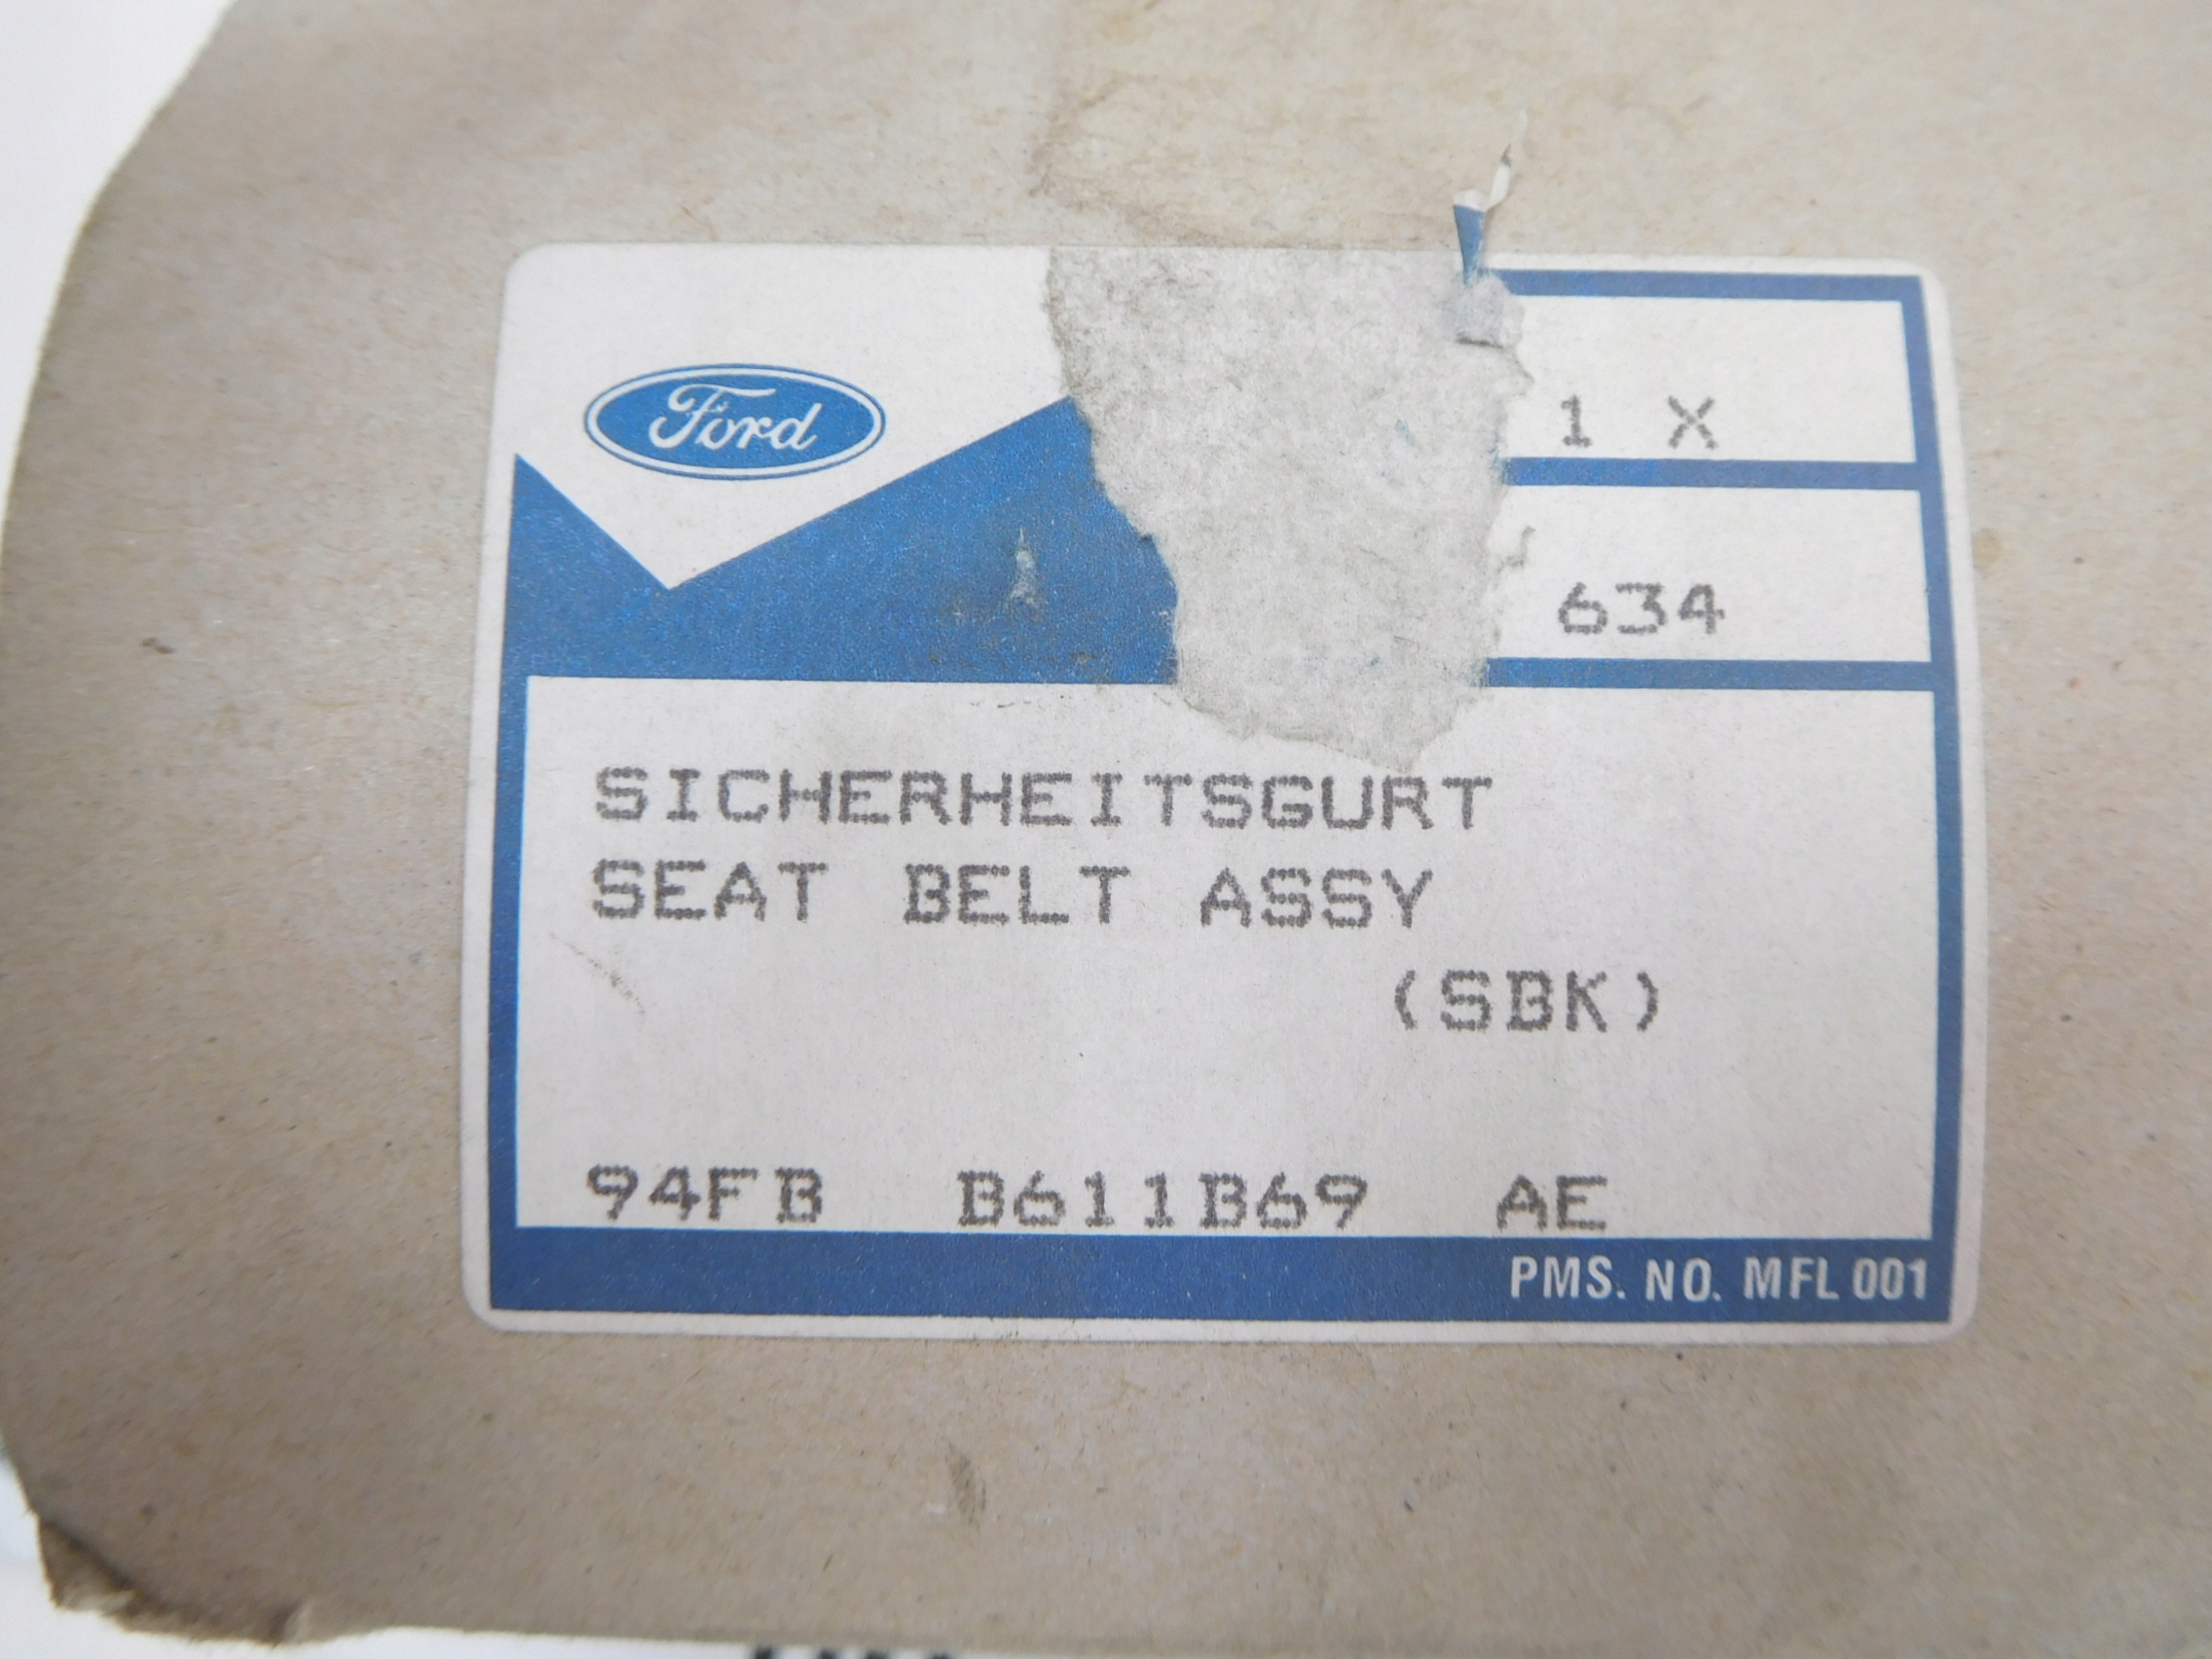 Ford
1 X
634
SICHERHEITSGURT
SEAT BELT ASSY
(SBK)
94FB B611B69 AE
PMS. NO. MFL 001